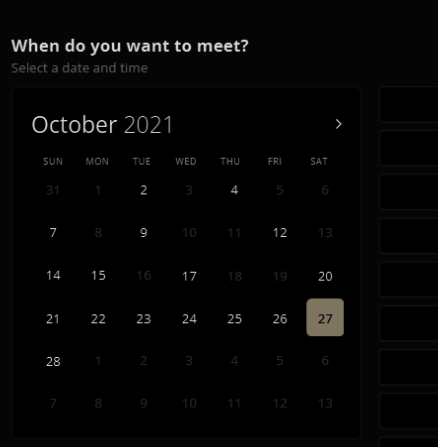 When do you want to meet?
Select a date and time
October 2021
SUN MON TUE WED THU FRI SAT
31 1 2 3 4 5 6
7 8 9 10 11 12 13
14 15 16 17 18 19 20
21 22 23 24 25 26 27
28 1 2 3 4 5 6
7 8 9 10 11 12 13